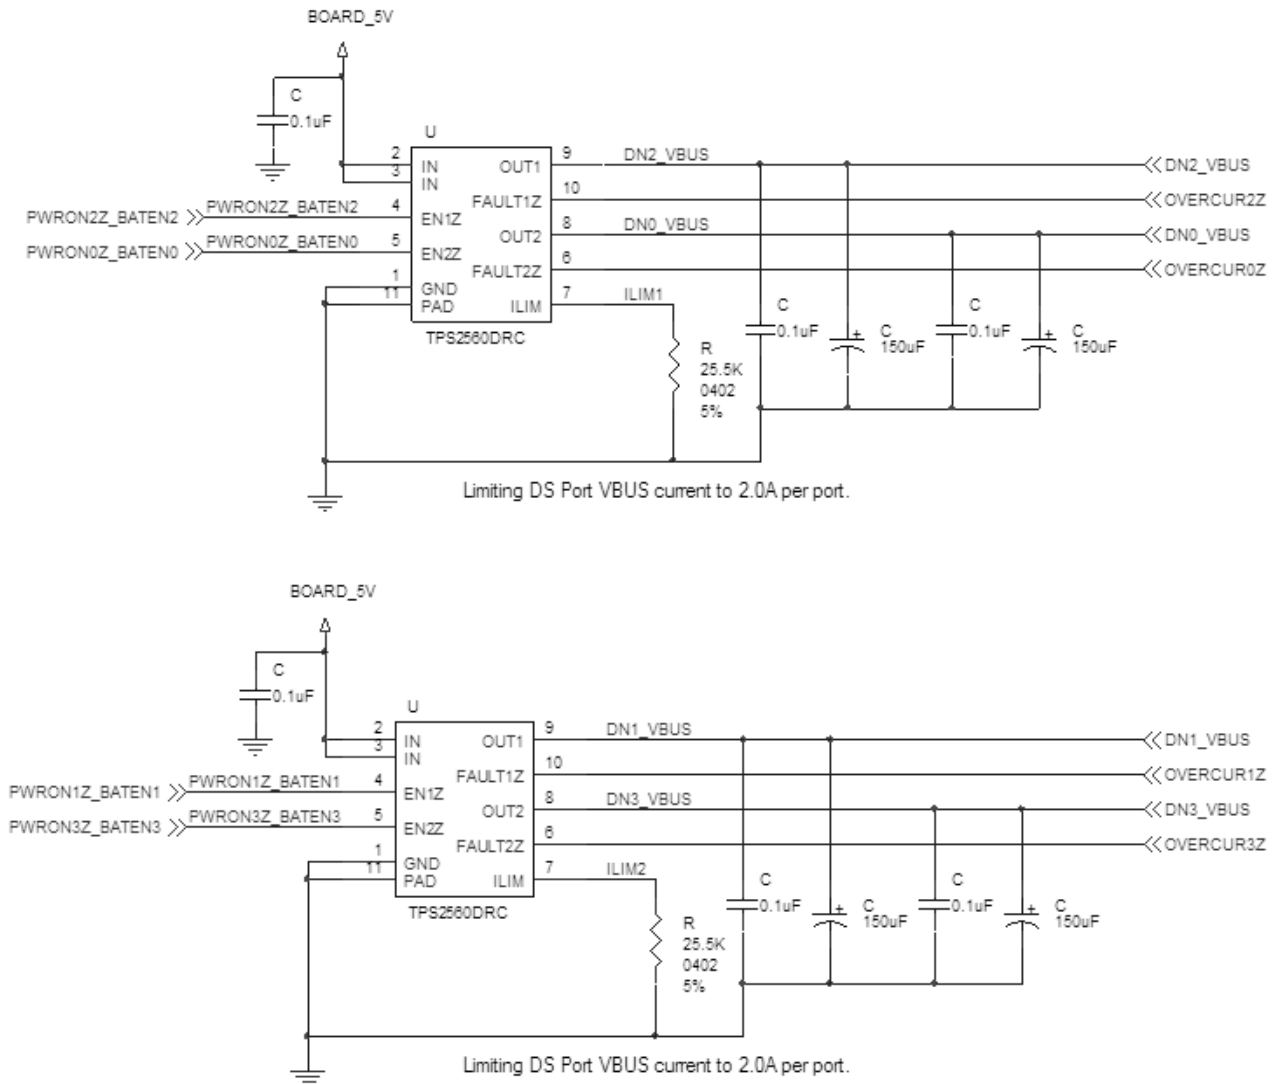 BOARD_5V
C
0.1uF
U
2
IN
3
IN
PWRON2Z_BATEN2
PWRON2Z_BATEN2
4
EN1Z
PWRON0Z_BATEN0
PWRON0Z_BATEN0
5
EN2Z
1
GND
11
PAD
OUT1
9
DN2_VBUS
DN2_VBUS
FAULT1Z
10
OVERCUR2Z
OUT2
8
DN0_VBUS
DN0_VBUS
FAULT2Z
6
OVERCUR0Z
ILIM
7
ILIM1
TPS2560DRC
R
25.5K
0402
5%
C
0.1uF
+
C
150uF
C
0.1uF
+
C
150uF
Limiting DS Port VBUS current to 2.0A per port.
BOARD_5V
C
0.1uF
U
2
IN
3
IN
PWRON1Z_BATEN1
PWRON1Z_BATEN1
4
EN1Z
PWRON3Z_BATEN3
PWRON3Z_BATEN3
5
EN2Z
1
GND
11
PAD
OUT1
9
DN1_VBUS
DN1_VBUS
FAULT1Z
10
OVERCUR1Z
OUT2
8
DN3_VBUS
DN3_VBUS
FAULT2Z
6
OVERCUR3Z
ILIM
7
ILIM2
TPS2560DRC
R
25.5K
0402
5%
C
0.1uF
+
C
150uF
C
0.1uF
+
C
150uF
Limiting DS Port VBUS current to 2.0A per port.